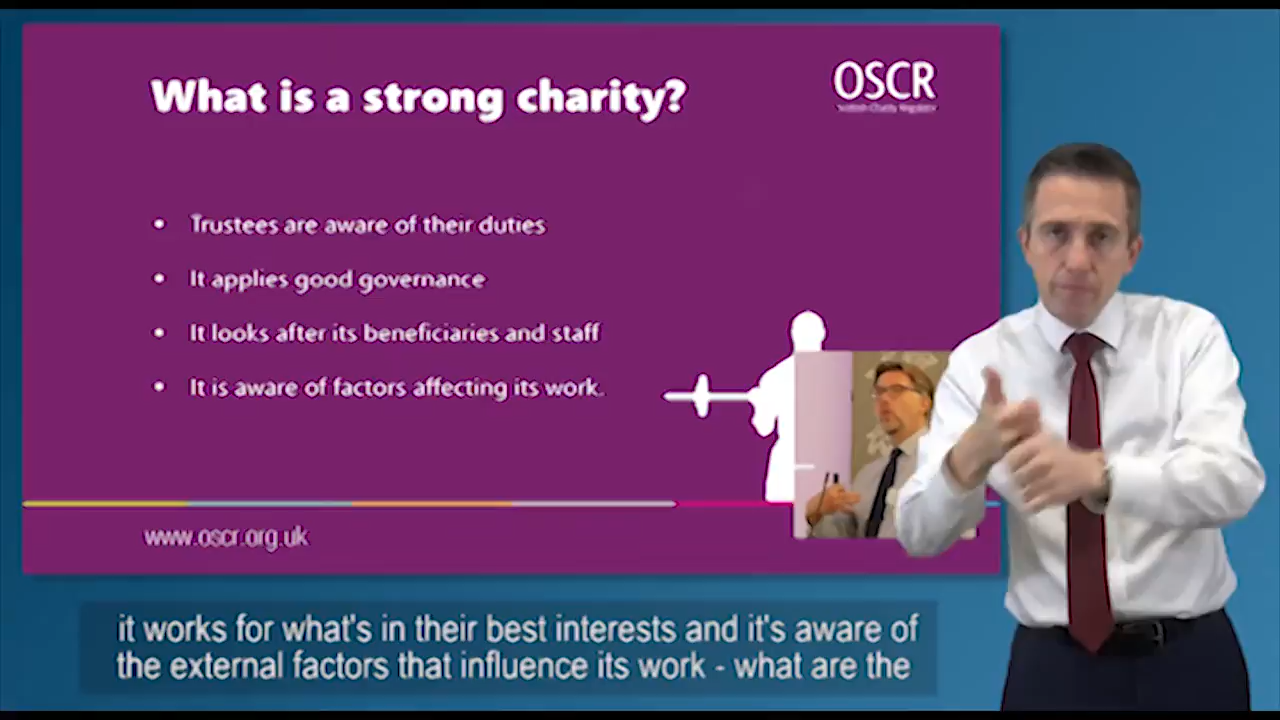 What is a strong charity?
OSCR
Scottish Charity Regulator
• Trustees are aware of their duties
• It applies good governance
• It looks after its beneficiaries and staff
• It is aware of factors affecting its work.
www.oscr.org.uk
it works for what's in their best interests and it's aware of
the external factors that influence its work - what are the